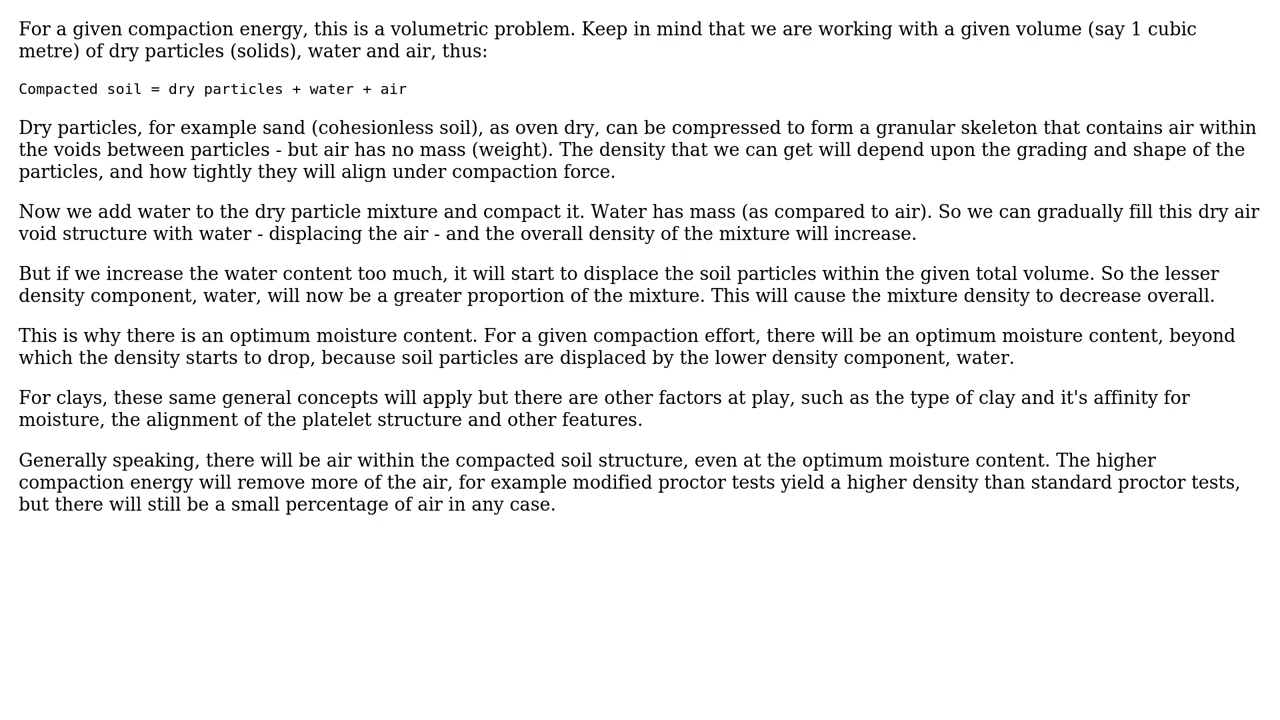 For a given compaction energy, this is a volumetric problem. Keep in mind that we are working with a given volume (say 1 cubic
metre) of dry particles (solids), water and air, thus:
Compacted soil = dry particles + water + air
Dry particles, for example sand (cohesionless soil), as oven dry, can be compressed to form a granular skeleton that contains air within
the voids between particles - but air has no mass (weight). The density that we can get will depend upon the grading and shape of the
particles, and how tightly they will align under compaction force.
Now we add water to the dry particle mixture and compact it. Water has mass (as compared to air). So we can gradually fill this dry air
void structure with water - displacing the air - and the overall density of the mixture will increase.
But if we increase the water content too much, it will start to displace the soil particles within the given total volume. So the lesser
density component, water, will now be a greater proportion of the mixture. This will cause the mixture density to decrease overall.
This is why there is an optimum moisture content. For a given compaction effort, there will be an optimum moisture content, beyond
which the density starts to drop, because soil particles are displaced by the lower density component, water.
For clays, these same general concepts will apply but there are other factors at play, such as the type of clay and it's affinity for
moisture, the alignment of the platelet structure and other features.
Generally speaking, there will be air within the compacted soil structure, even at the optimum moisture content. The higher
compaction energy will remove more of the air, for example modified proctor tests yield a higher density than standard proctor tests,
but there will still be a small percentage of air in any case.